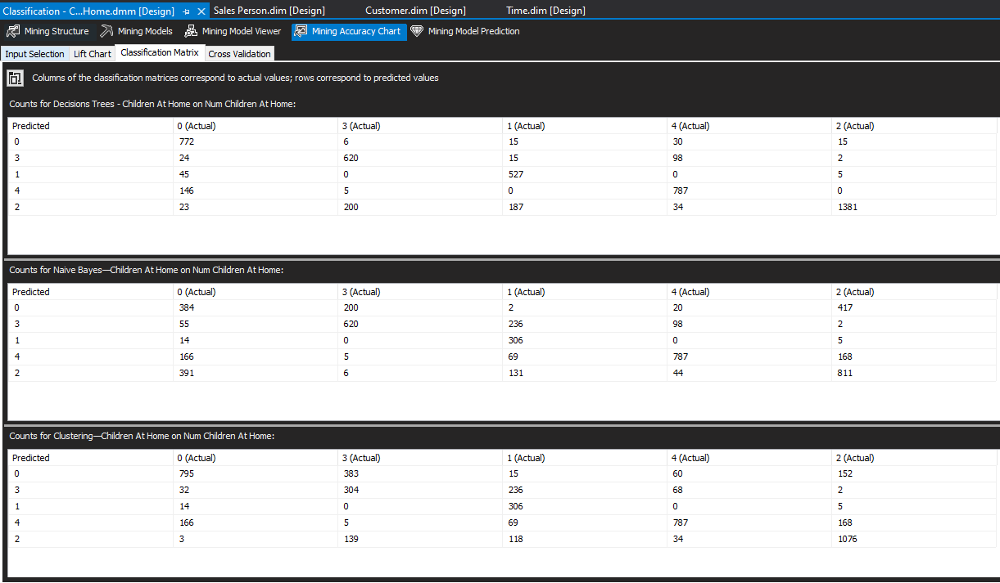 Classification - C...Home.dmm [Design] Sales Person.dim [Design] Customer.dim [Design] Time.dim [Design]
Mining Structure Mining Models Mining Model Viewer Mining Accuracy Chart Mining Model Prediction
Input Selection Lift Chart Classification Matrix Cross Validation
Columns of the classification matrices correspond to actual values; rows correspond to predicted values
Counts for Decisions Trees - Children At Home on Num Children At Home:
Predicted 0 (Actual) 3 (Actual) 1 (Actual) 4 (Actual) 2 (Actual)
0 772 6 15 30 15
3 24 620 15 98 2
1 45 0 527 0 5
4 146 5 0 787 0
2 23 200 187 34 1381
Counts for Naive Bayes—Children At Home on Num Children At Home:
Predicted 0 (Actual) 3 (Actual) 1 (Actual) 4 (Actual) 2 (Actual)
0 384 200 2 20 417
3 55 620 236 98 2
1 14 0 306 0 5
4 166 5 69 787 168
2 391 6 131 44 811
Counts for Clustering—Children At Home on Num Children At Home:
Predicted 0 (Actual) 3 (Actual) 1 (Actual) 4 (Actual) 2 (Actual)
0 795 383 15 60 152
3 32 304 236 68 2
1 14 0 306 0 5
4 166 5 69 787 168
2 3 139 118 34 1076